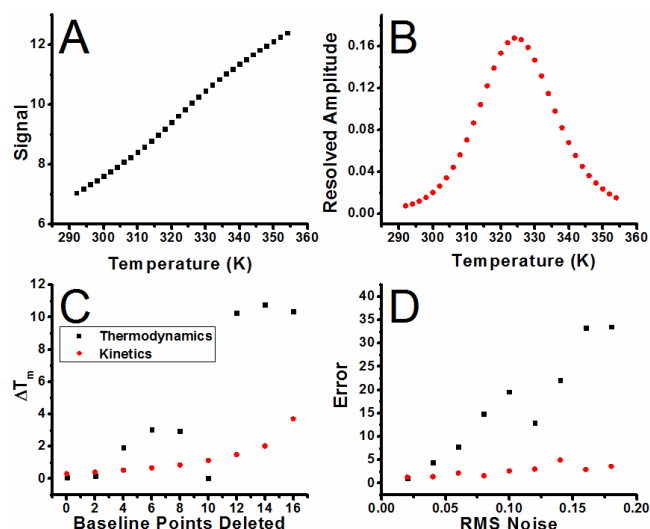 A
Signal
12
10
8
6
290 300 310 320 330 340 350 360
Temperature (K)
B
Resolved Amplitude
0.16
0.12
0.08
0.04
0.00
290 300 310 320 330 340 350 360
Temperature (K)
C
ΔTm
12
10
8
6
4
2
0
Thermodynamics
Kinetics
0 2 4 6 8 10 12 14 16
Baseline Points Deleted
D
Error
40
35
30
25
20
15
10
5
0
0.00 0.05 0.10 0.15 0.20
RMS Noise